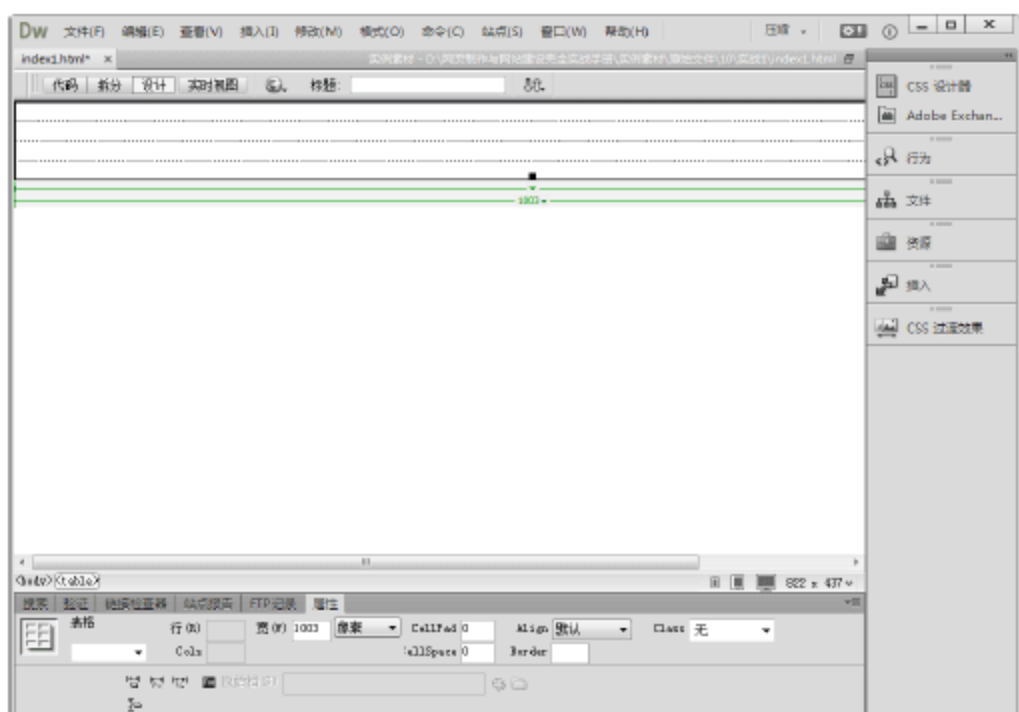 Dw 文件(F) 编辑(E) 查看(V) 插入(I) 修改(M) 格式(O) 命令(C) 站点(S) 窗口(W) 帮助(H) 压缩
index1.html* ×
代码 拆分 设计 实时视图 标题:
CSS 设计器
Adobe Exchan...
行为
文件
资源
插入
CSS 过渡效果
1003
<body> <table> 822 x 437
搜索 验证 链接检查器 站点报告 FTP记录 属性
表格 行(R) 宽(W) 1003 像素 CellPad 0 Align 默认 Class 无
Cols CellSpace 0 Border